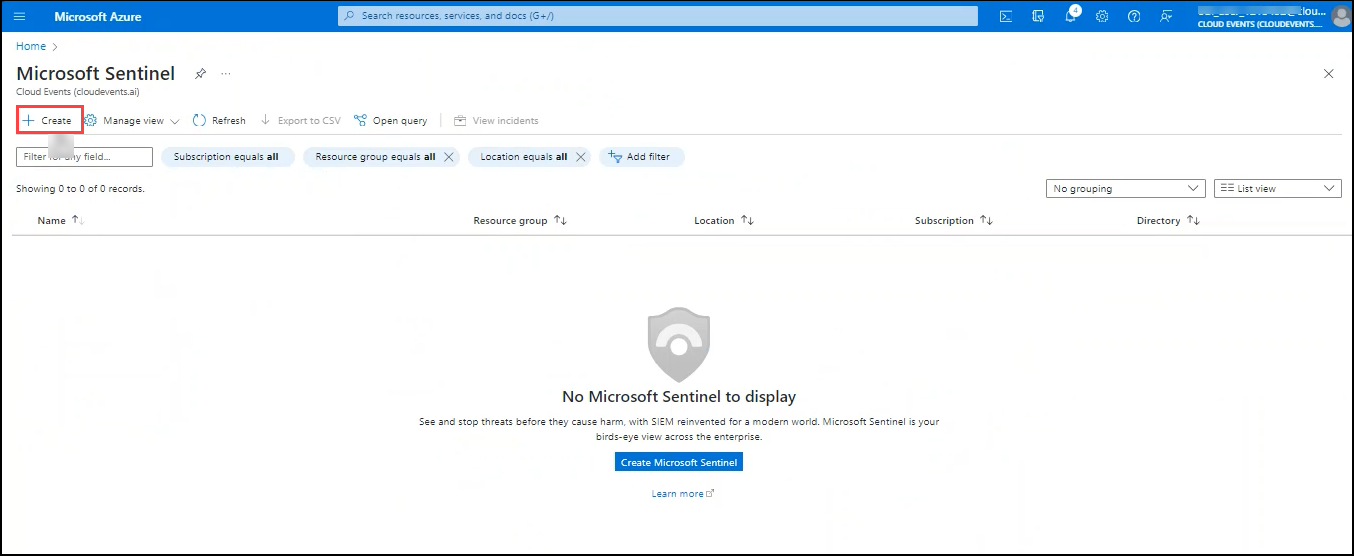 Microsoft Azure
Search resources, services, and docs (G+/)
4
CLOUD EVENTS (CLOUDEVENTS....
Home
Microsoft Sentinel
...
Cloud Events (cloudevents.ai)
Create
Manage view
Refresh
Export to CSV
Open query
View incidents
Filter for any field...
Subscription equals all
Resource group equals all
Location equals all
Add filter
Showing 0 to 0 of 0 records.
No grouping
List view
Name
Resource group
Location
Subscription
Directory
No Microsoft Sentinel to display
See and stop threats before they cause harm, with SIEM reinvented for a modern world. Microsoft Sentinel is your
birds-eye view across the enterprise.
Create Microsoft Sentinel
Learn more